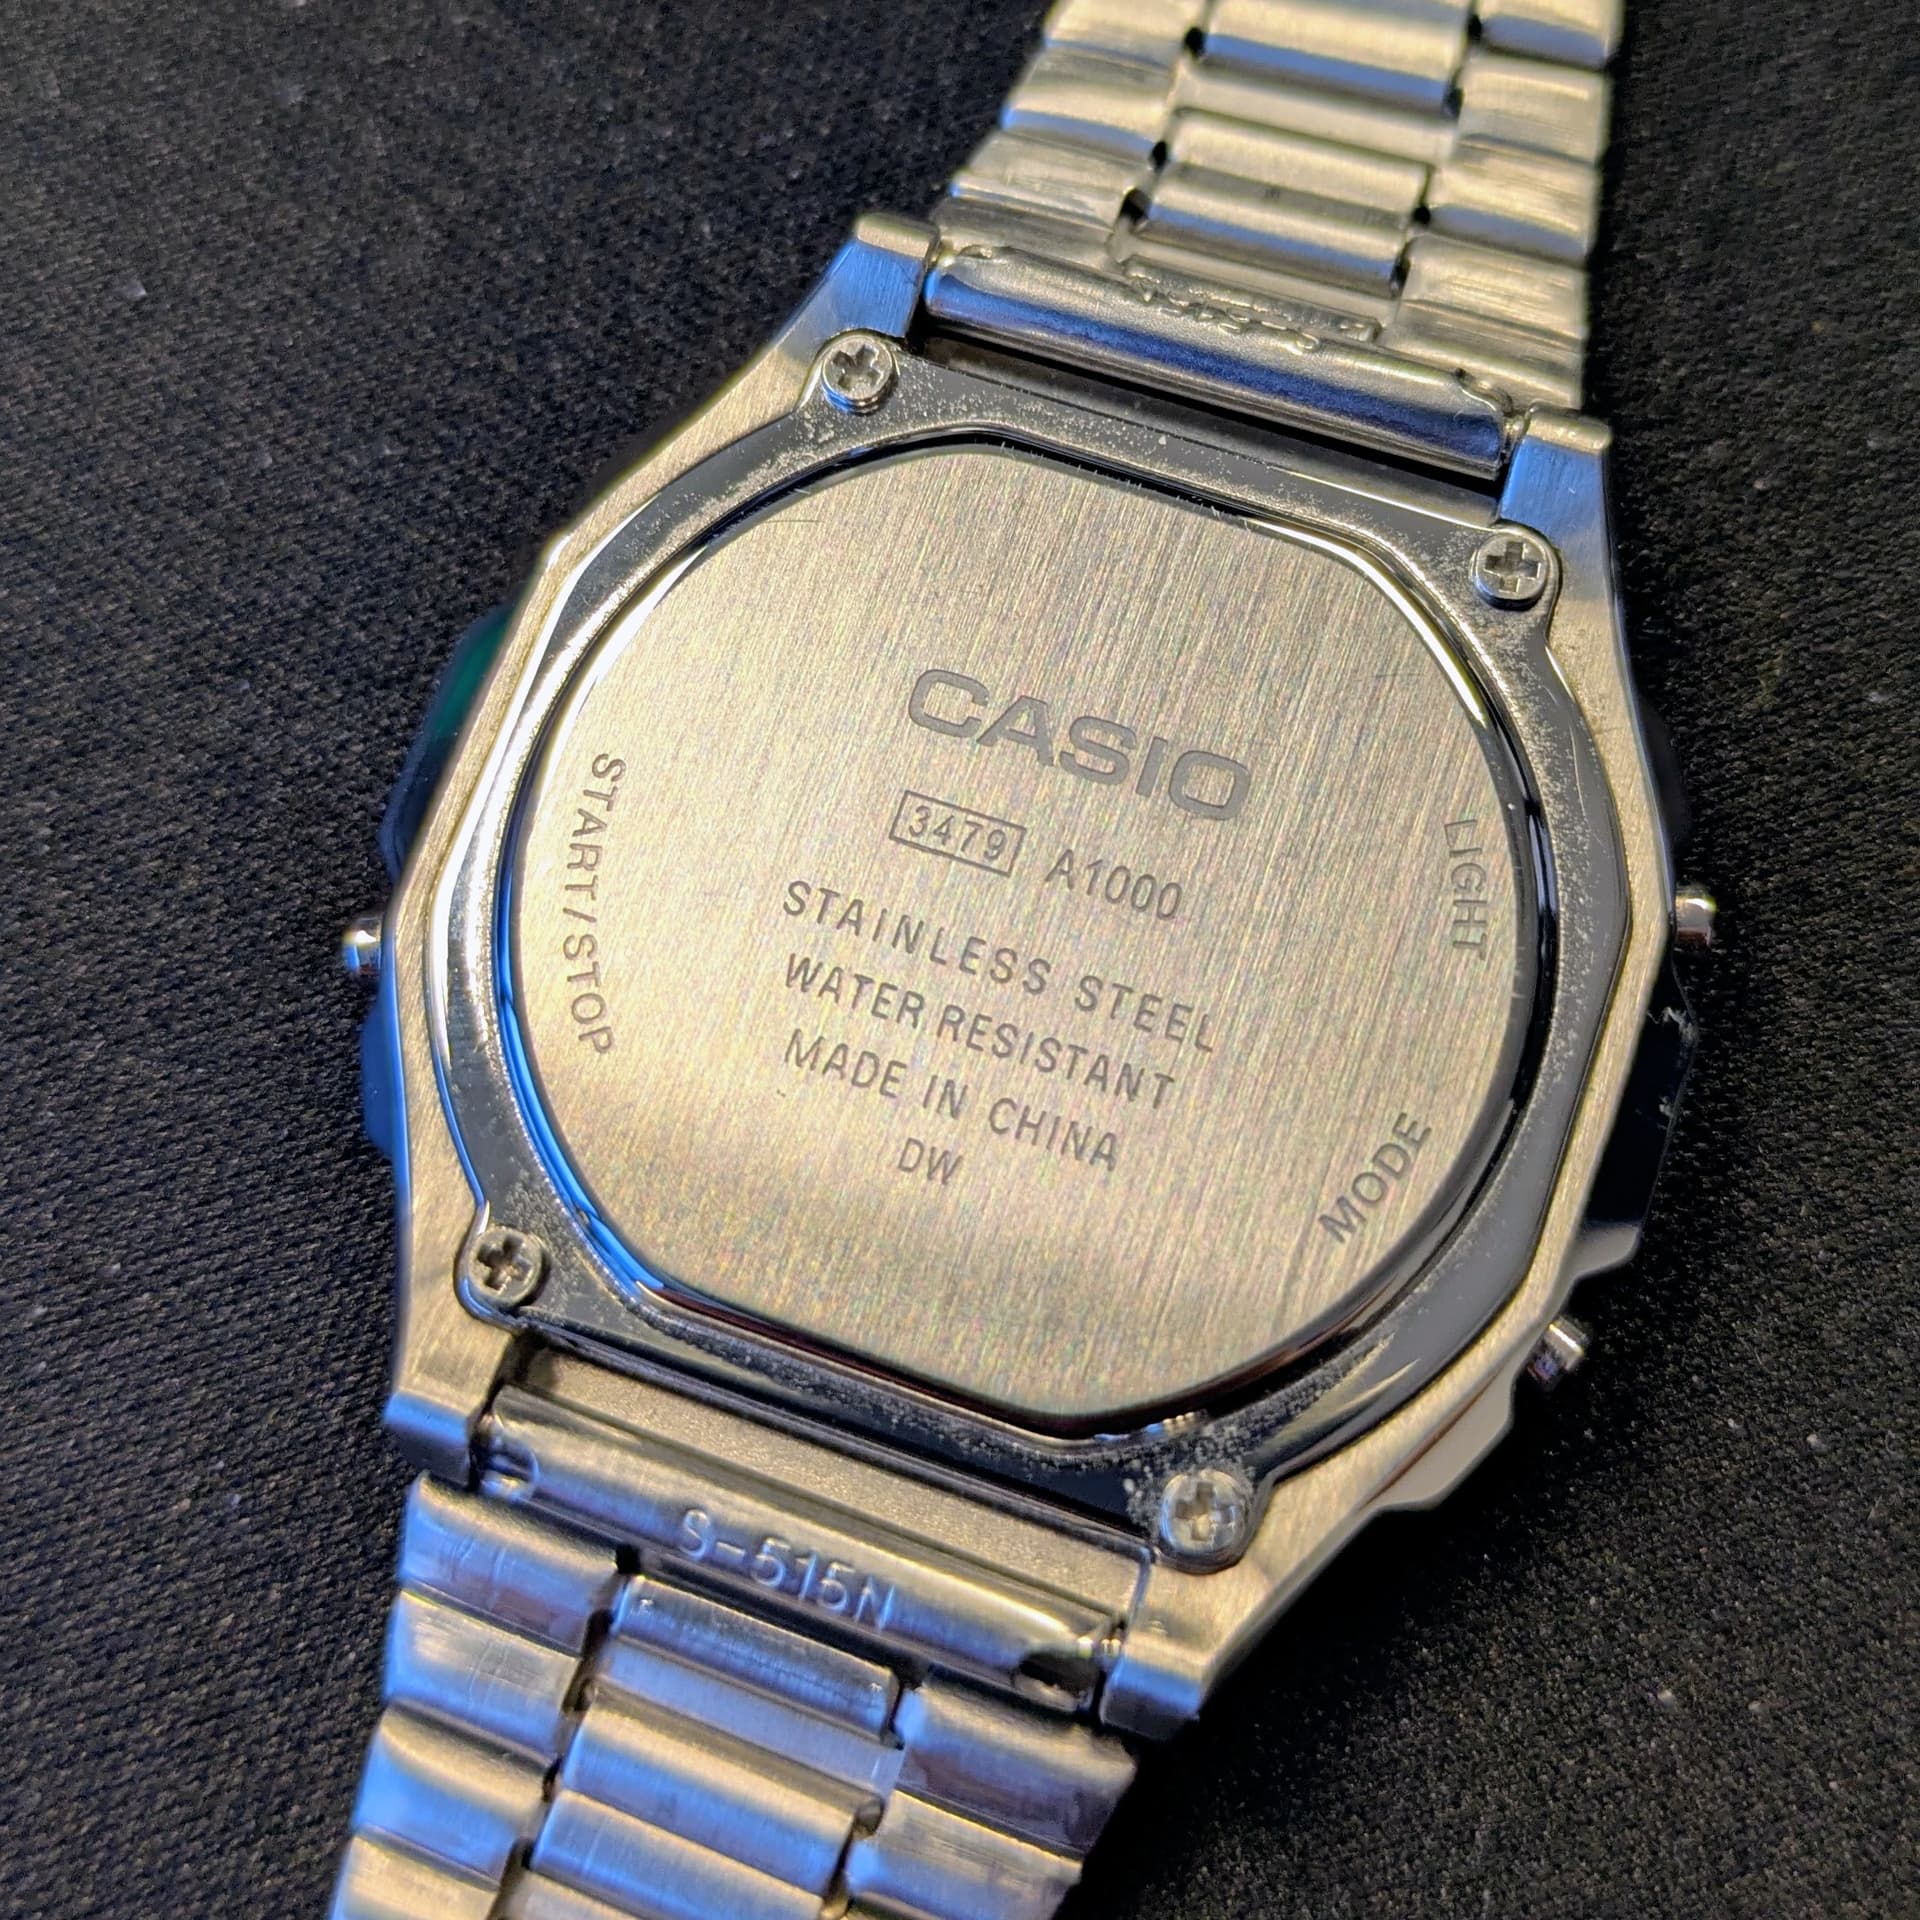 CASIO
3479 A1000
STAINLESS STEEL
WATER RESISTANT
MADE IN CHINA
DW
START/STOP
LIGHT
MODE
S-515N